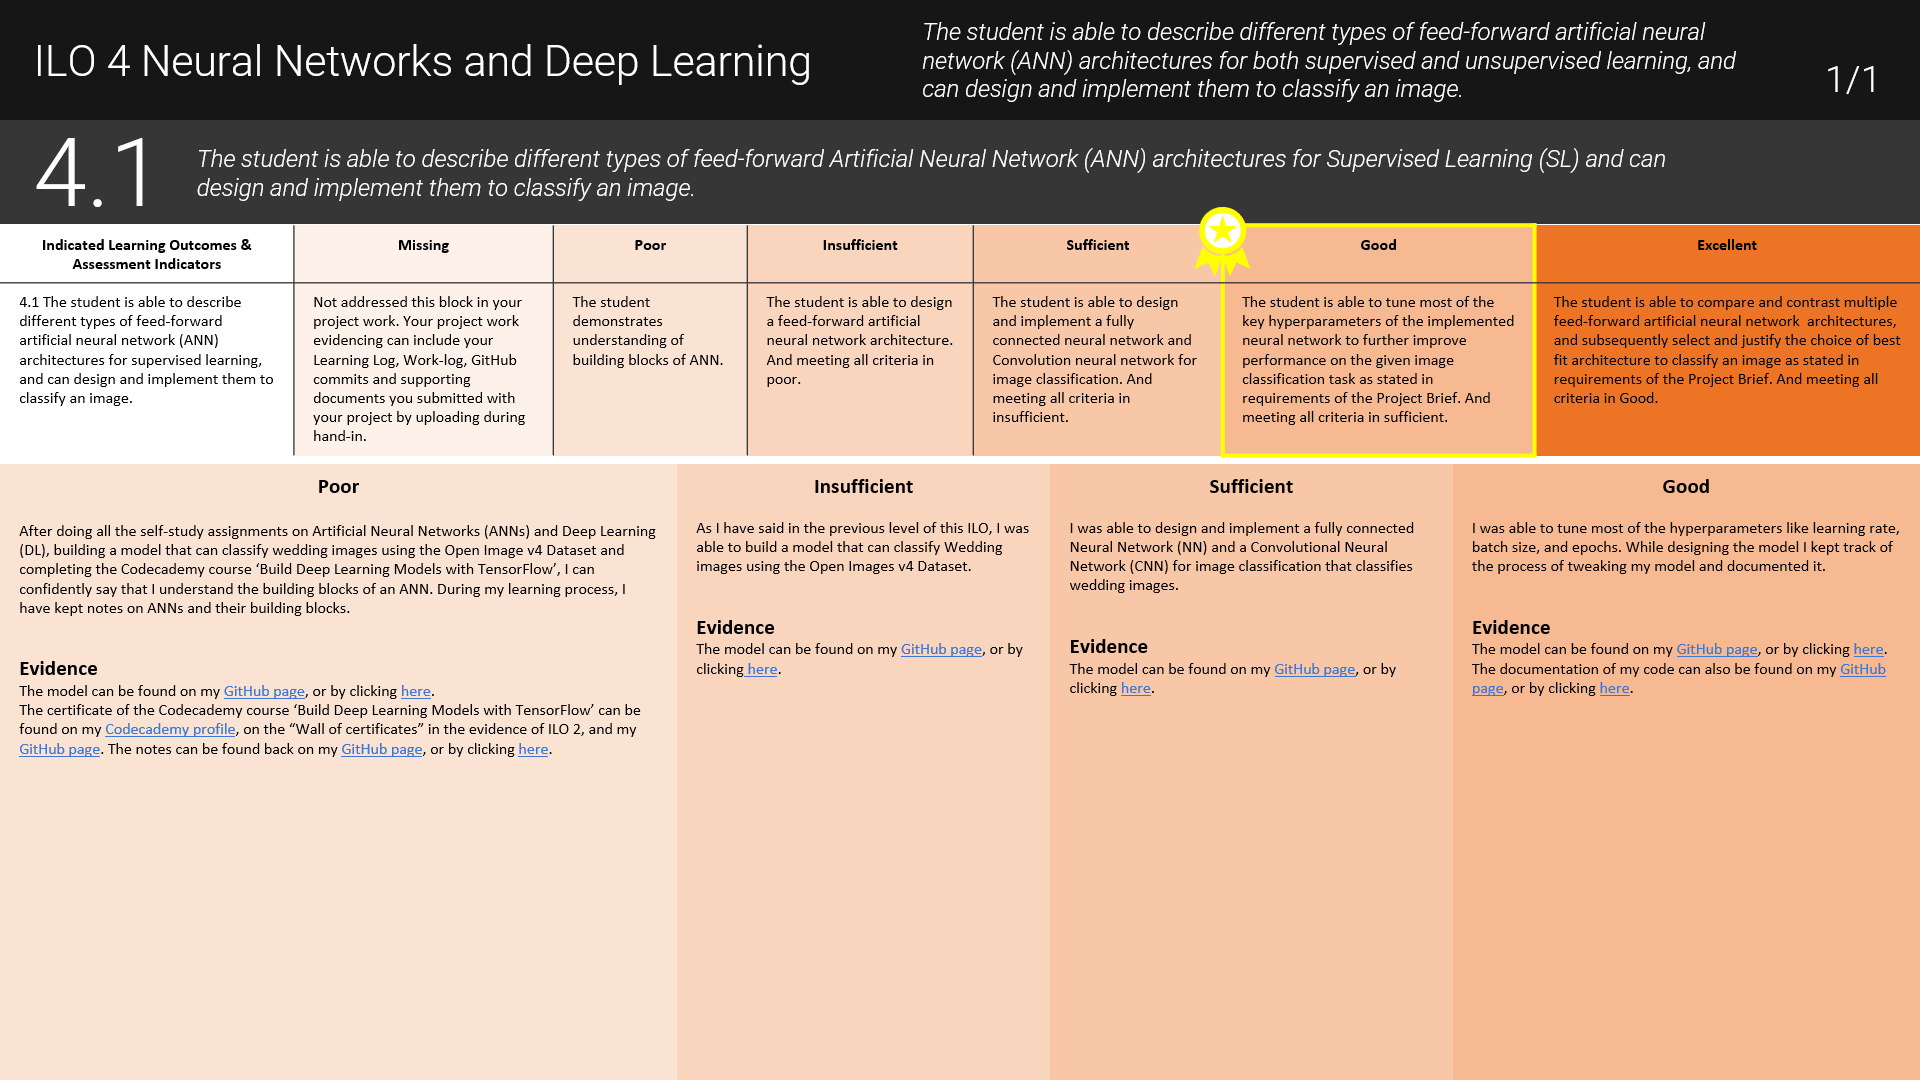 ILO 4 Neural Networks and Deep Learning
The student is able to describe different types of feed-forward artificial neural
network (ANN) architectures for both supervised and unsupervised learning, and
can design and implement them to classify an image.
1/1
4.1
The student is able to describe different types of feed-forward Artificial Neural Network (ANN) architectures for Supervised Learning (SL) and can
design and implement them to classify an image.
Indicated Learning Outcomes &
Assessment Indicators
Missing
Poor
Insufficient
Sufficient
Good
Excellent
4.1 The student is able to describe
different types of feed-forward
artificial neural network (ANN)
architectures for supervised learning,
and can design and implement them to
classify an image.
Not addressed this block in your
project work. Your project work
evidencing can include your
Learning Log, Work-log, GitHub
commits and supporting
documents you submitted with
your project by uploading during
hand-in.
The student
demonstrates
understanding of
building blocks of ANN.
The student is able to design
a feed-forward artificial
neural network architecture.
And meeting all criteria in
poor.
The student is able to design
and implement a fully
connected neural network and
Convolution neural network for
image classification. And
meeting all criteria in
insufficient.
The student is able to tune most of the
key hyperparameters of the implemented
neural network to further improve
performance on the given image
classification task as stated in
requirements of the Project Brief. And
meeting all criteria in sufficient.
The student is able to compare and contrast multiple
feed-forward artificial neural network  architectures,
and subsequently select and justify the choice of best
fit architecture to classify an image as stated in
requirements of the Project Brief. And meeting all
criteria in Good.
Poor
After doing all the self-study assignments on Artificial Neural Networks (ANNs) and Deep Learning
(DL), building a model that can classify wedding images using the Open Image v4 Dataset and
completing the Codecademy course ‘Build Deep Learning Models with TensorFlow’, I can
confidently say that I understand the building blocks of an ANN. During my learning process, I
have kept notes on ANNs and their building blocks.
Evidence
The model can be found on my GitHub page, or by clicking here.
The certificate of the Codecademy course ‘Build Deep Learning Models with TensorFlow’ can be
found on my Codecademy profile, on the “Wall of certificates” in the evidence of ILO 2, and my
GitHub page. The notes can be found back on my GitHub page, or by clicking here.
Insufficient
As I have said in the previous level of this ILO, I was
able to build a model that can classify Wedding
images using the Open Images v4 Dataset.
Evidence
The model can be found on my GitHub page, or by
clicking here.
Sufficient
I was able to design and implement a fully connected
Neural Network (NN) and a Convolutional Neural
Network (CNN) for image classification that classifies
wedding images.
Evidence
The model can be found on my GitHub page, or by
clicking here.
Good
I was able to tune most of the hyperparameters like learning rate,
batch size, and epochs. While designing the model I kept track of
the process of tweaking my model and documented it.
Evidence
The model can be found on my GitHub page, or by clicking here.
The documentation of my code can also be found on my GitHub
page, or by clicking here.